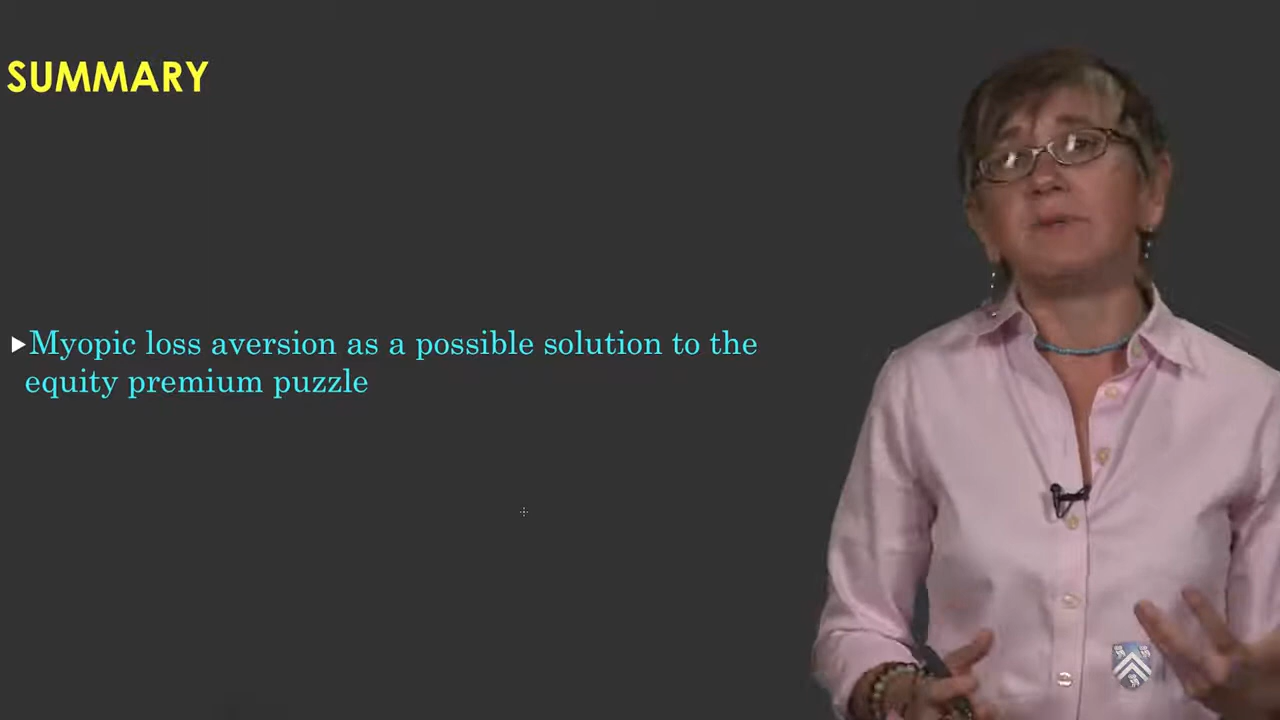 SUMMARY
▶Myopic loss aversion as a possible solution to the
equity premium puzzle